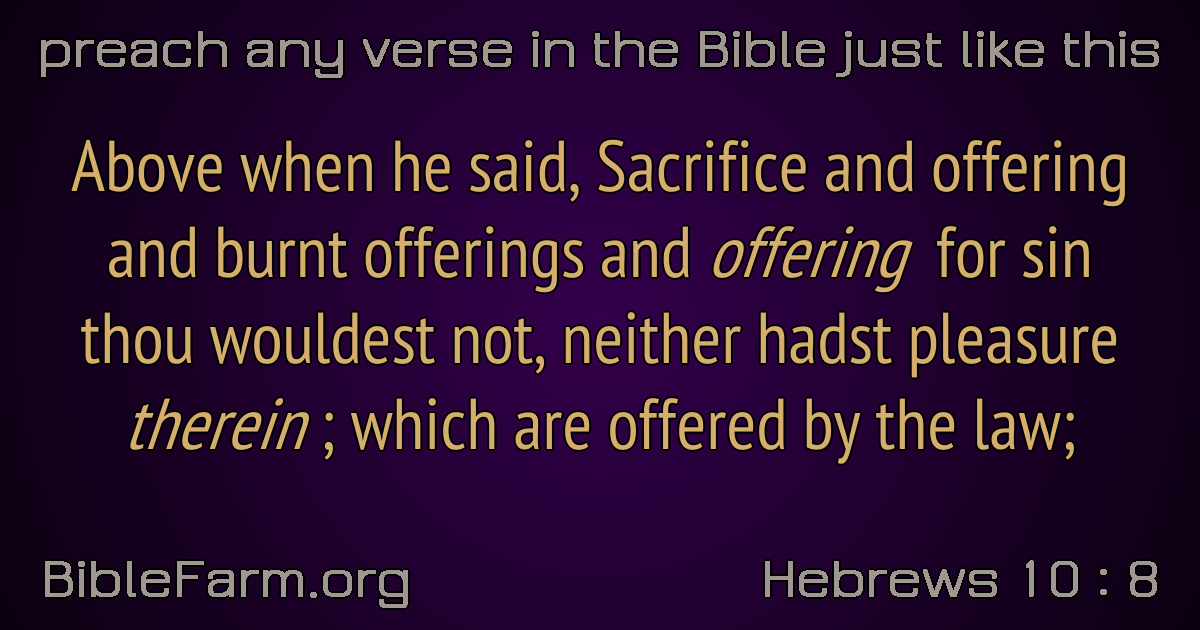 preach any verse in the Bible just like this
Above when he said, Sacrifice and offering
and burnt offerings and offering for sin
thou wouldest not, neither hadst pleasure
therein ; which are offered by the law;
BibleFarm.org
Hebrews 10 : 8